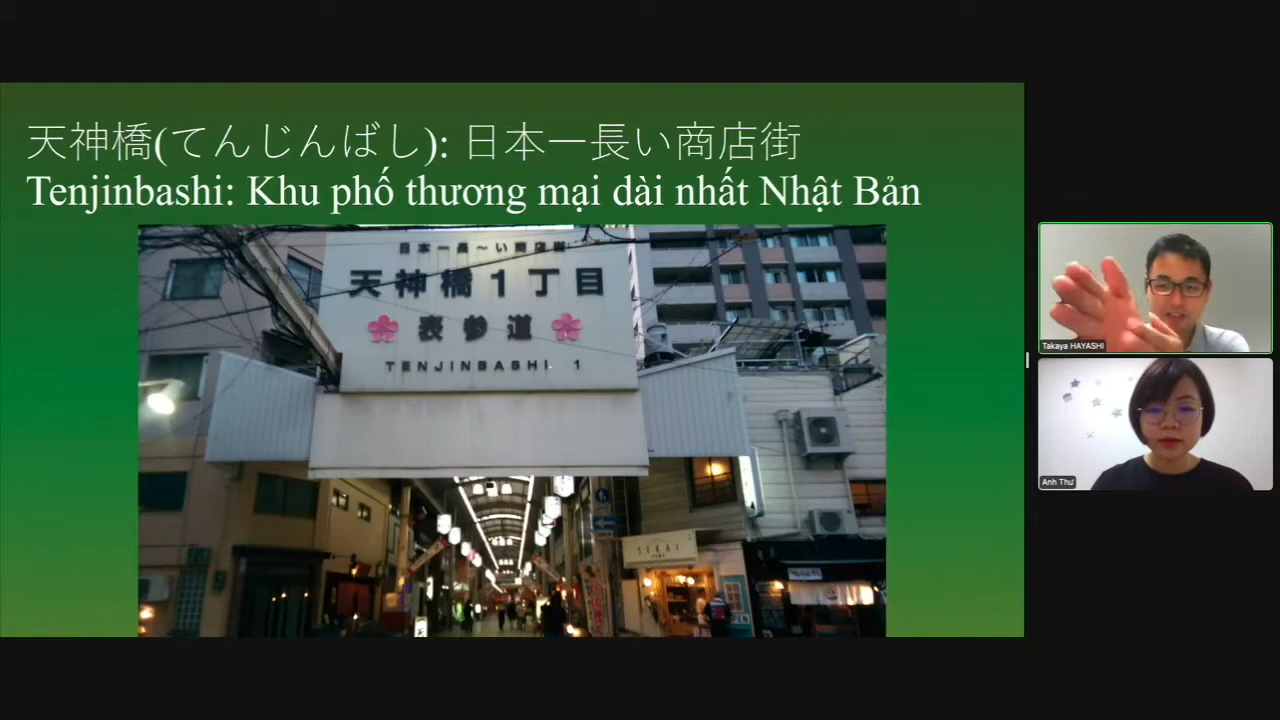 天神橋(てんじんばし): 日本一長い商店街
Tenjinbashi: Khu phố thương mại dài nhất Nhật Bản
日本一長～い商店街
天神橋1丁目
表参道
TENJINBASHI 1
SEKAI
Takaya HAYASHI
Anh Thư